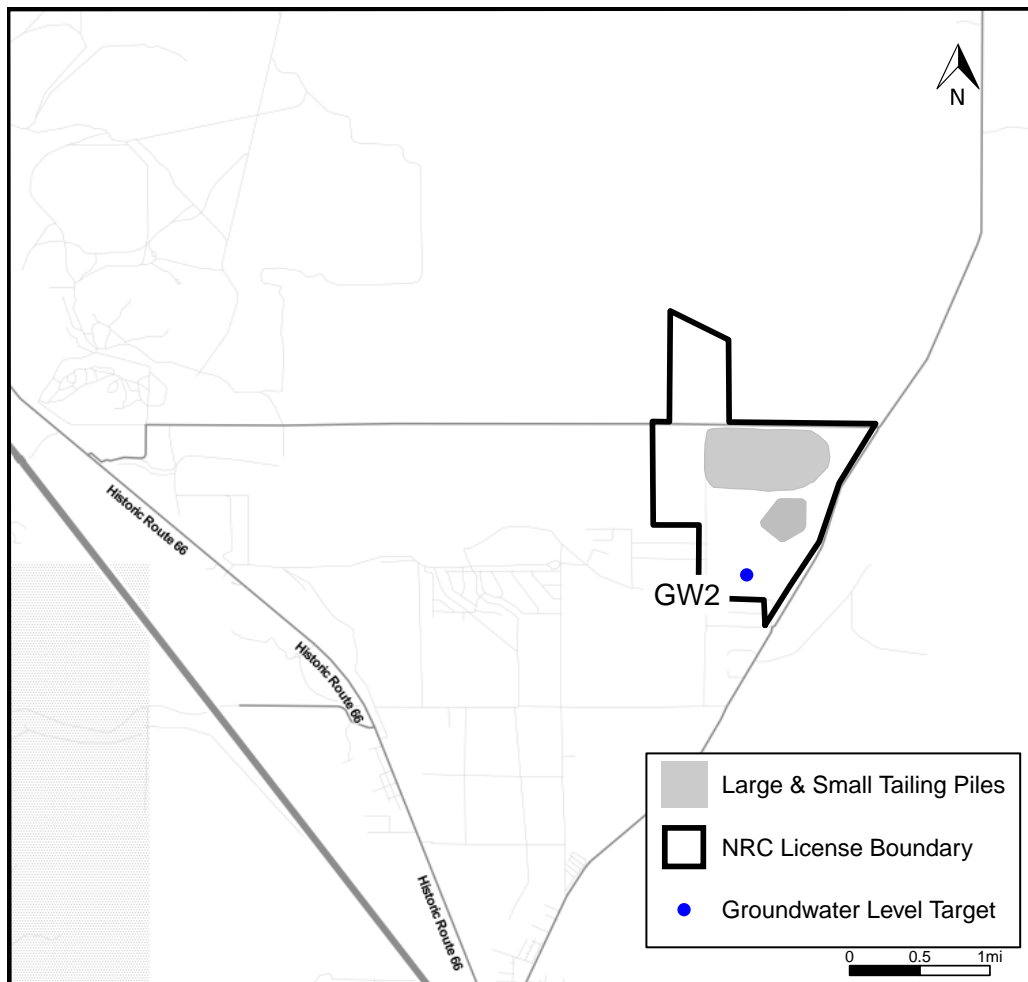 N
Historic Route 66
GW2
Historic Route 66
Large & Small Tailing Piles
NRC License Boundary
Historic Route 66
Groundwater Level Target
0 0.5 1mi